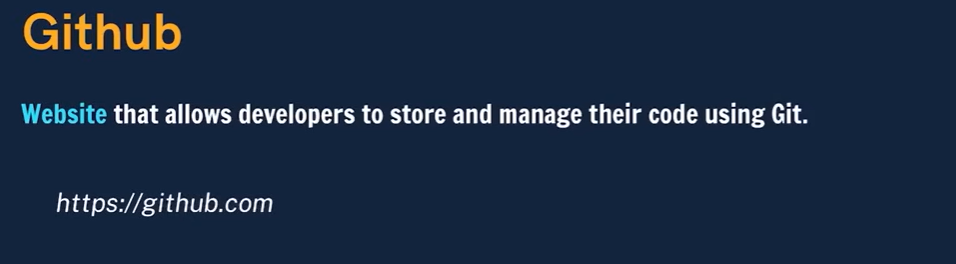 Github
Website that allows developers to store and manage their code using Git.
https://github.com